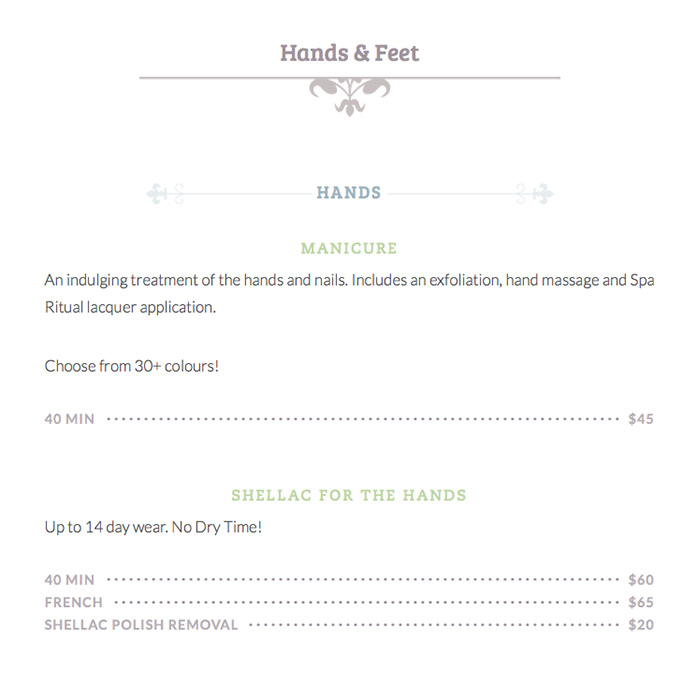 Hands & Feet
HANDS
MANICURE
An indulging treatment of the hands and nails. Includes an exfoliation, hand massage and Spa
Ritual lacquer application.
Choose from 30+ colours!
40 MIN $45
SHELLAC FOR THE HANDS
Up to 14 day wear. No Dry Time!
40 MIN $60
FRENCH $65
SHELLAC POLISH REMOVAL $20